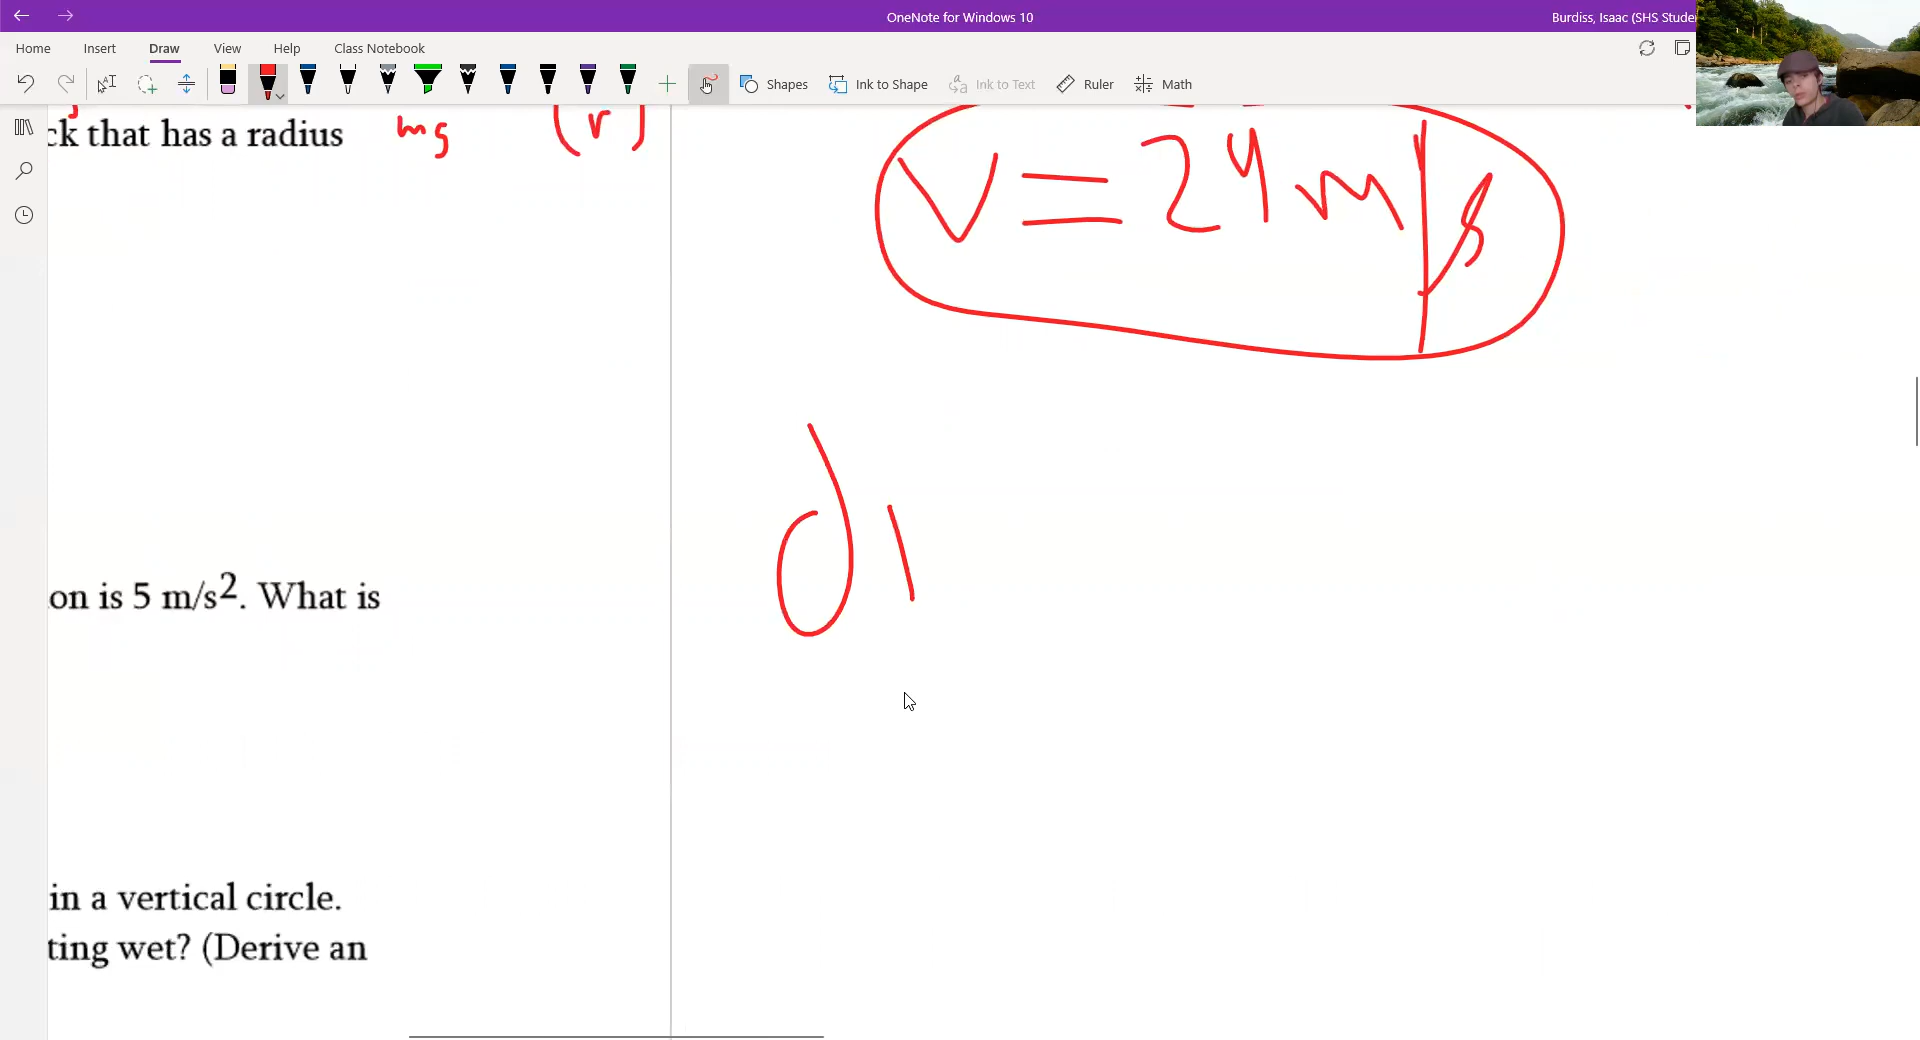 OneNote for Windows 10
Burdiss, Isaac (SHS Studen
Home Insert Draw View Help Class Notebook
Shapes Ink to Shape Ink to Text Ruler Math
ck that has a radius
mg (r)
V = 24 m/s
di
on is 5 m/s². What is
in a vertical circle.
ting wet? (Derive an